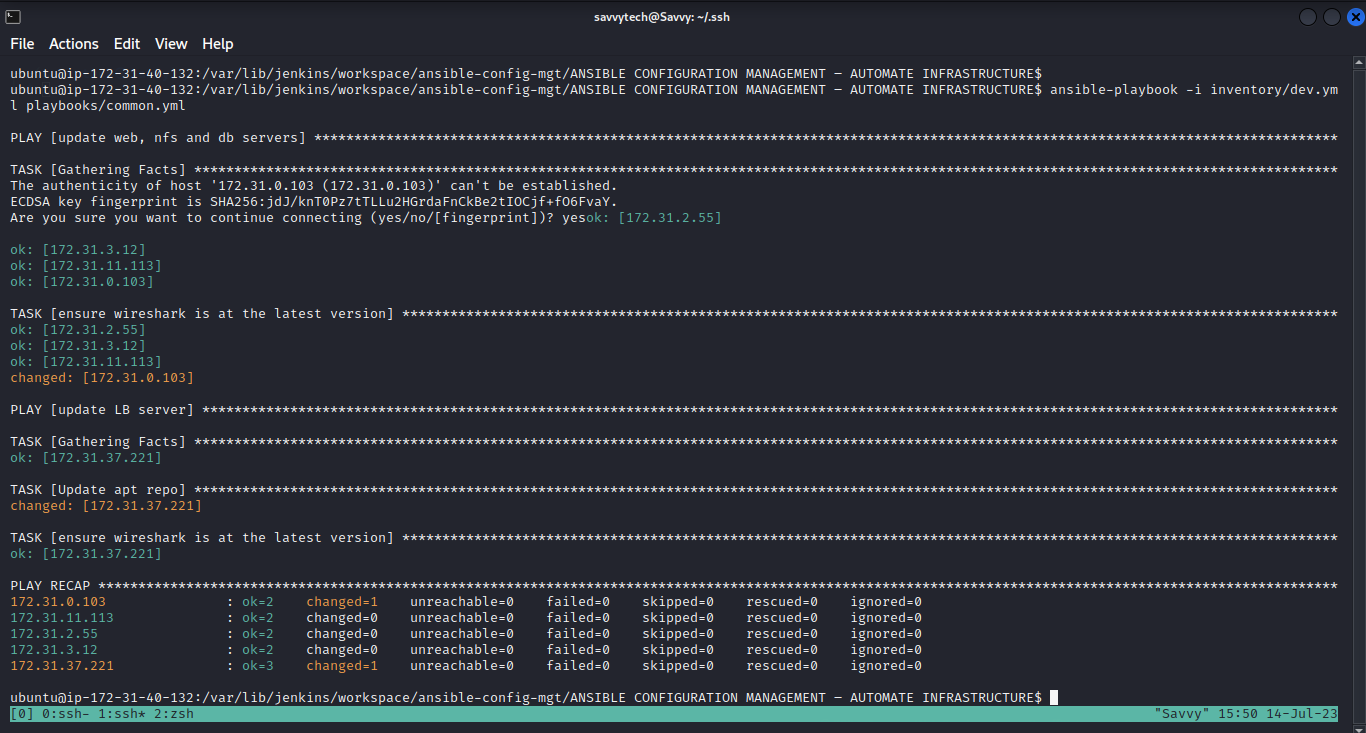 savvytech@Savvy: ~/.ssh
File Actions Edit View Help
ubuntu@ip-172-31-40-132:/var/lib/jenkins/workspace/ansible-config-mgt/ANSIBLE CONFIGURATION MANAGEMENT – AUTOMATE INFRASTRUCTURE$
ubuntu@ip-172-31-40-132:/var/lib/jenkins/workspace/ansible-config-mgt/ANSIBLE CONFIGURATION MANAGEMENT – AUTOMATE INFRASTRUCTURE$ ansible-playbook -i inventory/dev.ym
l playbooks/common.yml
PLAY [update web, nfs and db servers] ********************************************************************************************************************************
TASK [Gathering Facts] ***********************************************************************************************************************************************
The authenticity of host '172.31.0.103 (172.31.0.103)' can't be established.
ECDSA key fingerprint is SHA256:jdJ/knT0Pz7tTLLu2HGrdaFnCkBe2tIOCjf+fO6FvaY.
Are you sure you want to continue connecting (yes/no/[fingerprint])? yesok: [172.31.2.55]
ok: [172.31.3.12]
ok: [172.31.11.113]
ok: [172.31.0.103]
TASK [ensure wireshark is at the latest version] *********************************************************************************************************************
ok: [172.31.2.55]
ok: [172.31.3.12]
ok: [172.31.11.113]
changed: [172.31.0.103]
PLAY [update LB server] **********************************************************************************************************************************************
TASK [Gathering Facts] ***********************************************************************************************************************************************
ok: [172.31.37.221]
TASK [Update apt repo] ***********************************************************************************************************************************************
changed: [172.31.37.221]
TASK [ensure wireshark is at the latest version] *********************************************************************************************************************
ok: [172.31.37.221]
PLAY RECAP ***********************************************************************************************************************************************************
172.31.0.103 : ok=2 changed=1 unreachable=0 failed=0 skipped=0 rescued=0 ignored=0
172.31.11.113 : ok=2 changed=0 unreachable=0 failed=0 skipped=0 rescued=0 ignored=0
172.31.2.55 : ok=2 changed=0 unreachable=0 failed=0 skipped=0 rescued=0 ignored=0
172.31.3.12 : ok=2 changed=0 unreachable=0 failed=0 skipped=0 rescued=0 ignored=0
172.31.37.221 : ok=3 changed=1 unreachable=0 failed=0 skipped=0 rescued=0 ignored=0
ubuntu@ip-172-31-40-132:/var/lib/jenkins/workspace/ansible-config-mgt/ANSIBLE CONFIGURATION MANAGEMENT – AUTOMATE INFRASTRUCTURE$
[0] 0:ssh- 1:ssh* 2:zsh "Savvy" 15:50 14-Jul-23